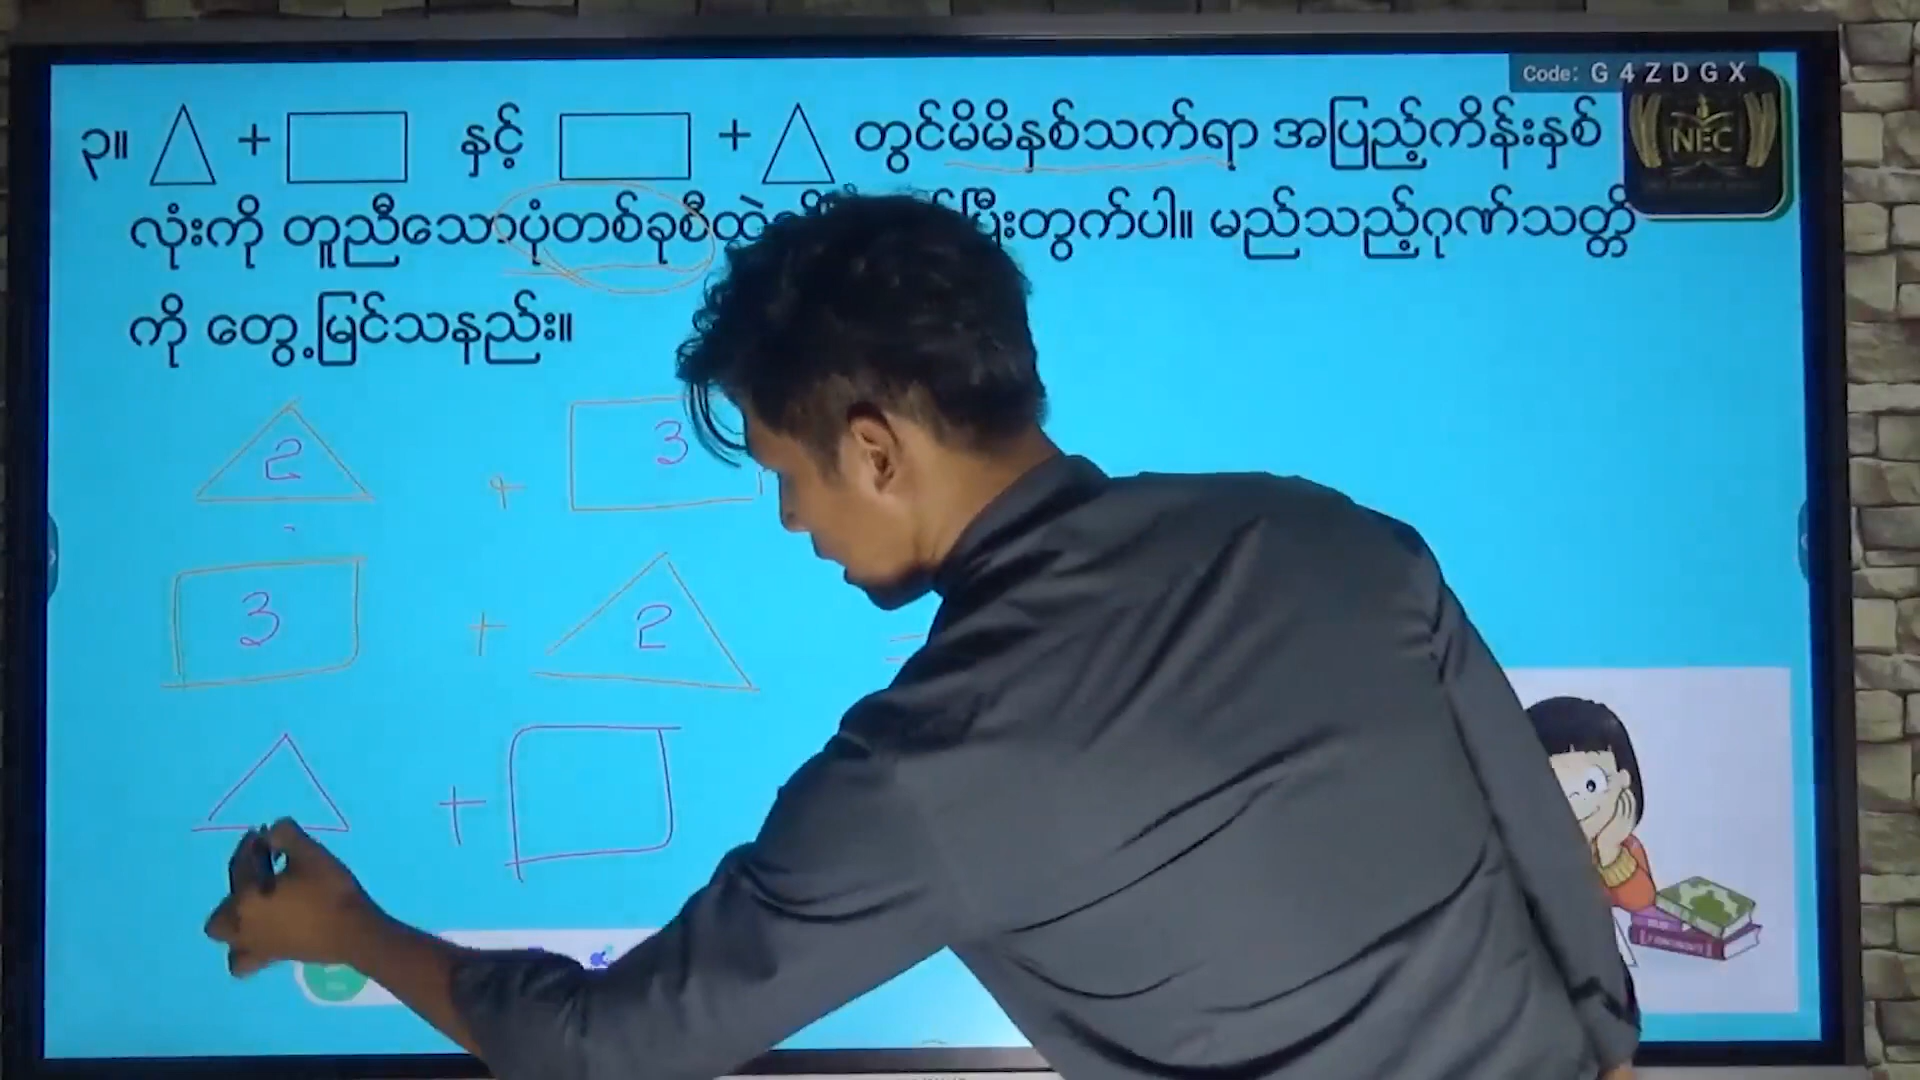 Code: G4ZDGX
NEC
၃။ △ + □ နှင့် □ + △ တွင်မိမိနှစ်သက်ရာ အပြည့်ကိန်းနှစ်
လုံးကို တူညီသောပုံတစ်ခုစီထဲ ပြီးတွက်ပါ။ မည်သည့်ဂုဏ်သတ္တိ
ကို တွေ့မြင်သနည်း။
2 + 3
3 + 2 =
+